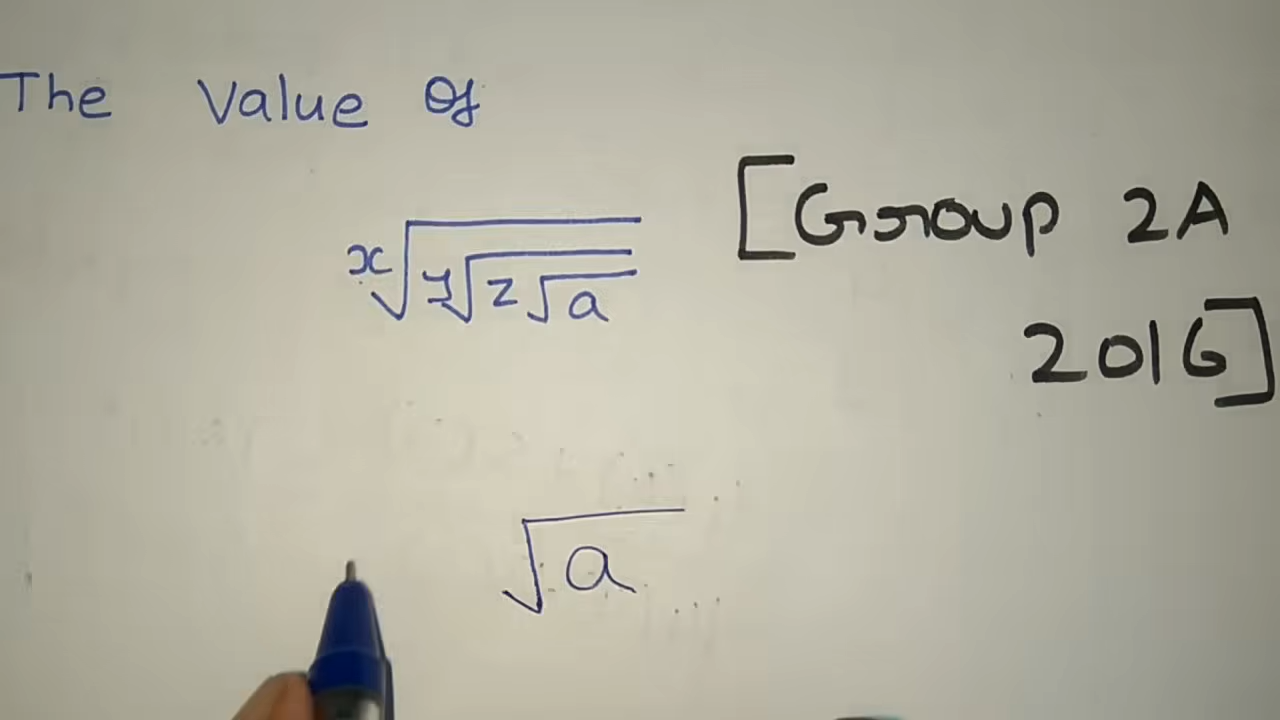 The Value Of
[Group 2A
2016]
x√y√z√a
√a